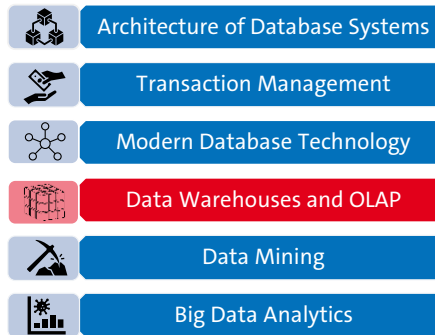 Architecture of Database Systems
Transaction Management
Modern Database Technology
Data Warehouses and OLAP
Data Mining
Big Data Analytics